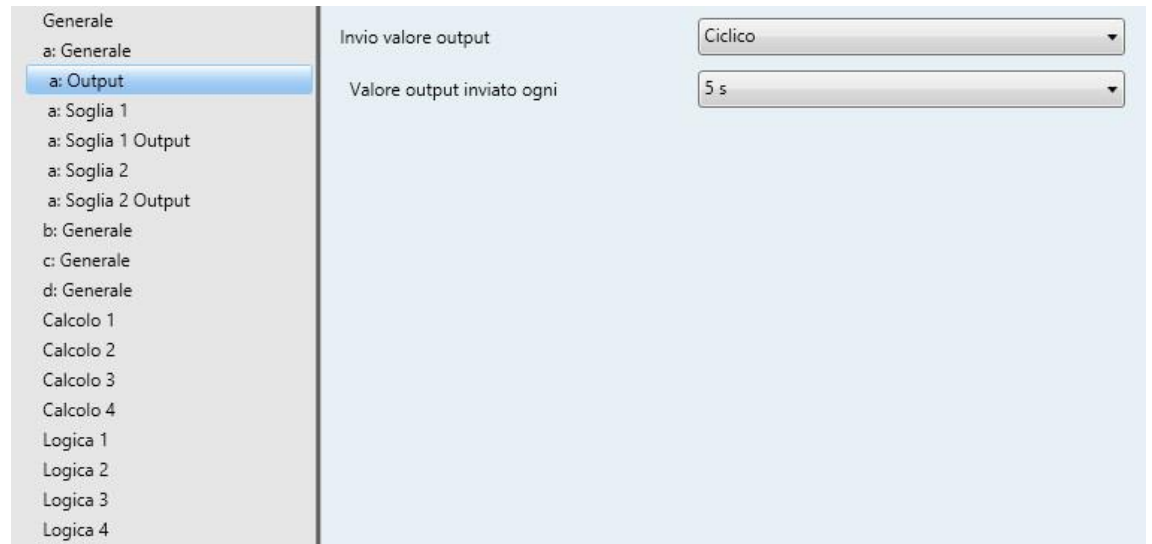 Generale
a: Generale
a: Output
a: Soglia 1
a: Soglia 1 Output
a: Soglia 2
a: Soglia 2 Output
b: Generale
c: Generale
d: Generale
Calcolo 1
Calcolo 2
Calcolo 3
Calcolo 4
Logica 1
Logica 2
Logica 3
Logica 4
Invio valore output Ciclico
Valore output inviato ogni 5 s